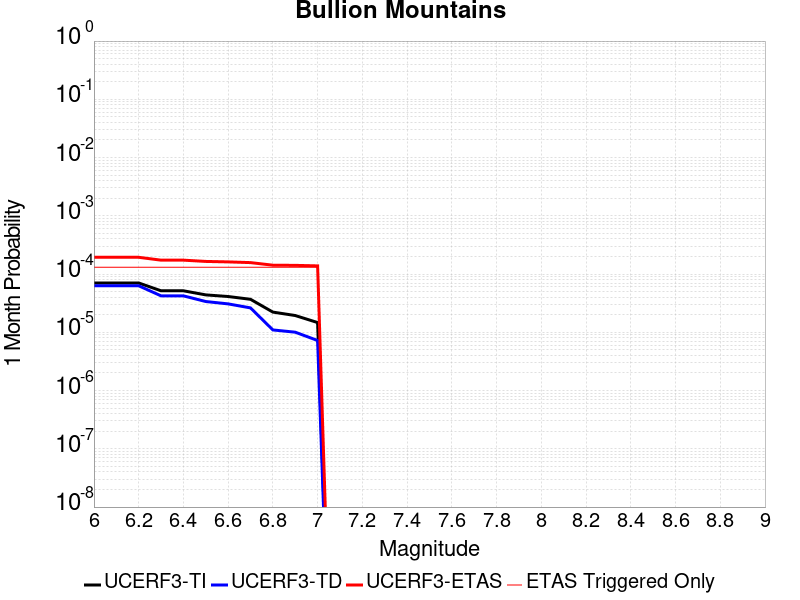 Bullion Mountains
10^0
10^-1
10^-2
10^-3
10^-4
10^-5
10^-6
10^-7
10^-8
1 Month Probability
6 6.2 6.4 6.6 6.8 7 7.2 7.4 7.6 7.8 8 8.2 8.4 8.6 8.8 9
Magnitude
UCERF3-TI UCERF3-TD UCERF3-ETAS ETAS Triggered Only